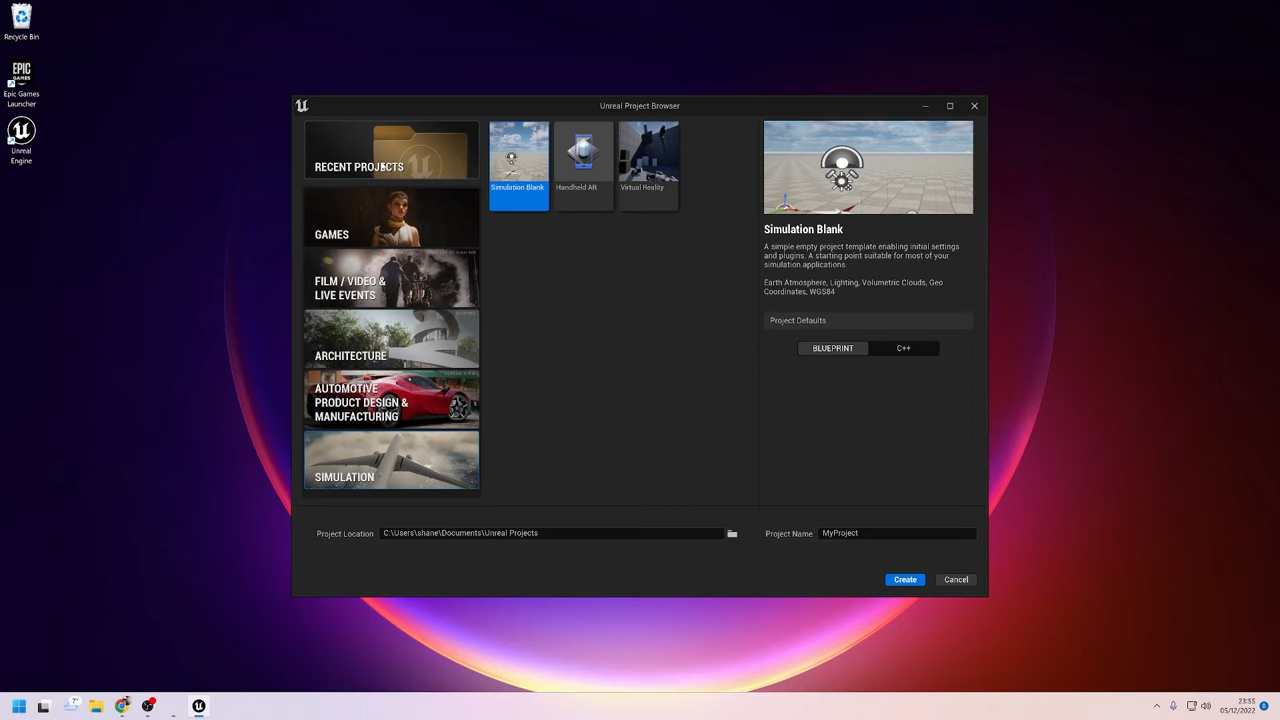 Recycle Bin
EPIC
GAMES
Epic Games
Launcher
Unreal
Engine
Unreal Project Browser
RECENT PROJECTS
GAMES
FILM / VIDEO &
LIVE EVENTS
ARCHITECTURE
AUTOMOTIVE
PRODUCT DESIGN &
MANUFACTURING
SIMULATION
Simulation Blank
Handheld AR
Virtual Reality
Simulation Blank
A simple empty project template enabling initial settings
and plugins. A starting point suitable for most of your
simulation applications.
Earth Atmosphere, Lighting, Volumetric Clouds, Geo
Coordinates, WGS84
Project Defaults
BLUEPRINT
C++
Project Location
C:\Users\shane\Documents\Unreal Projects
Project Name
MyProject
Create
Cancel
7°
23:55
05/12/2022